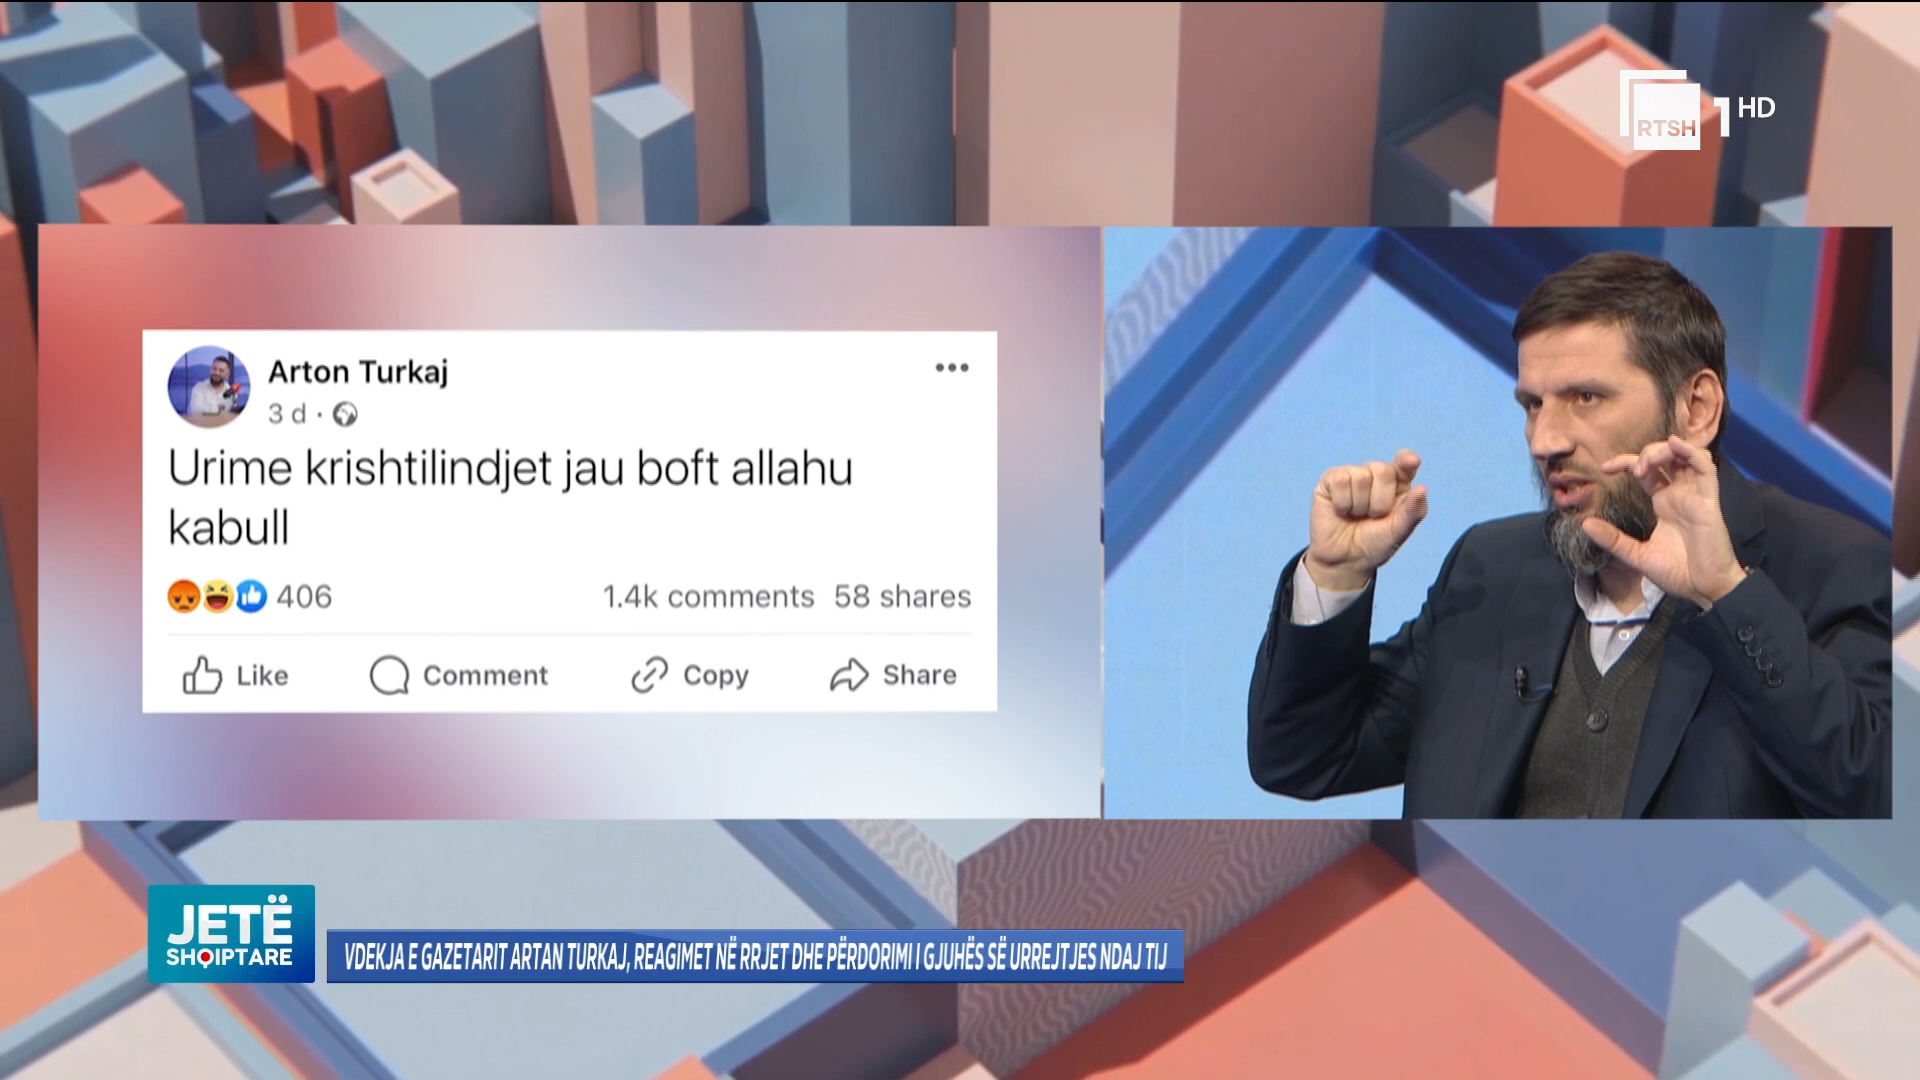 RTSH 1 HD
Arton Turkaj
3 d ·
Urime krishtilindjet jau boft allahu
kabull
406 1.4k comments 58 shares
Like Comment Copy Share
JETË
SHQIPTARE
VDEKJA E GAZETARIT ARTAN TURKAJ, REAGIMET NË RRJET DHE PËRDORIMI I GJUHËS SË URREJTJES NDAJ TIJ